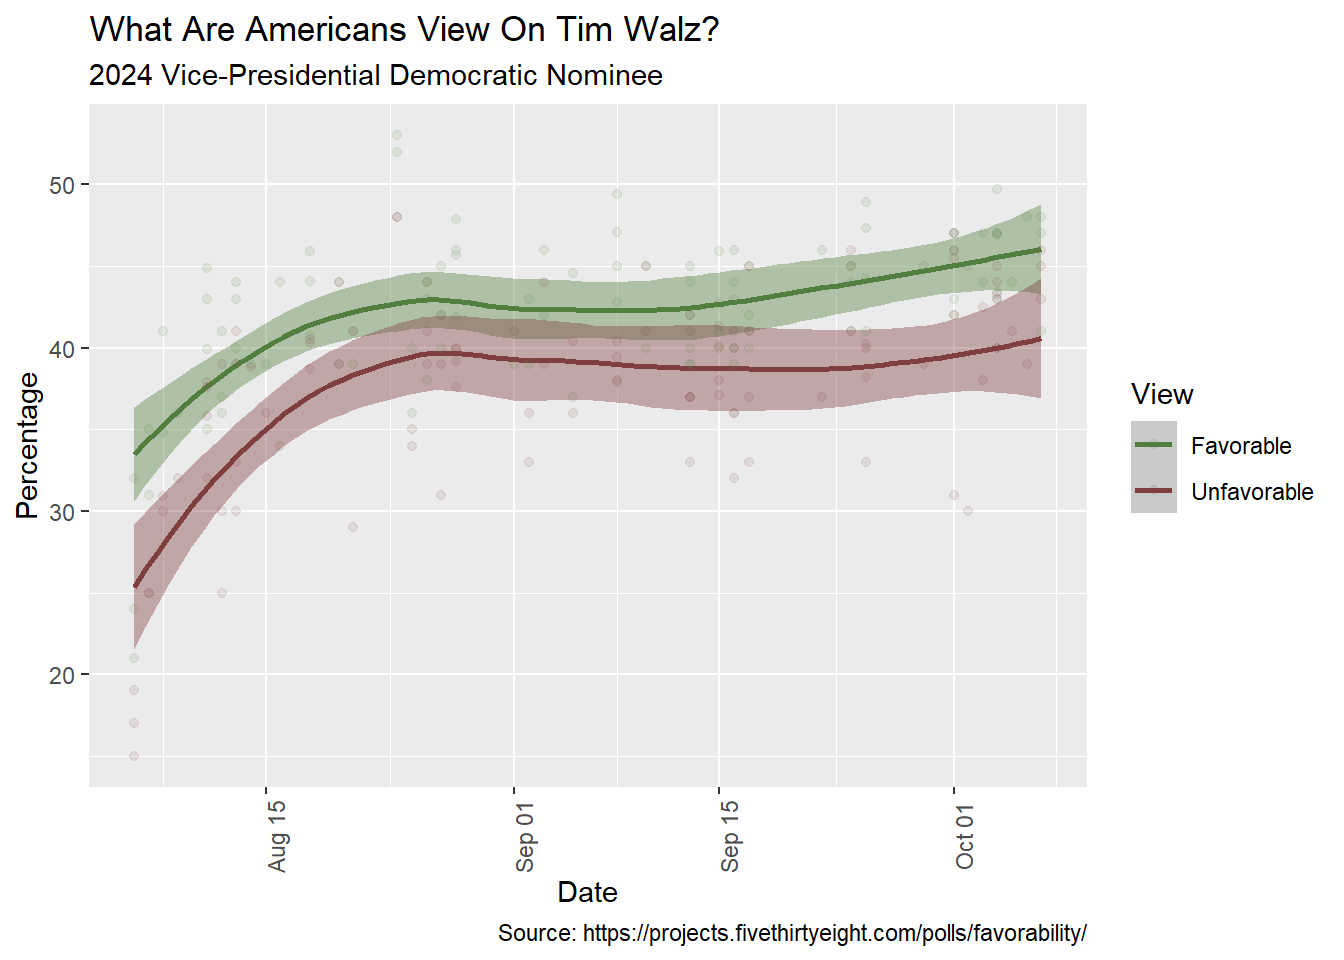 What Are Americans View On Tim Walz?
2024 Vice-Presidential Democratic Nominee
Percentage
50
40
30
20
Aug 15
Sep 01
Sep 15
Oct 01
Date
View
Favorable
Unfavorable
Source: https://projects.fivethirtyeight.com/polls/favorability/